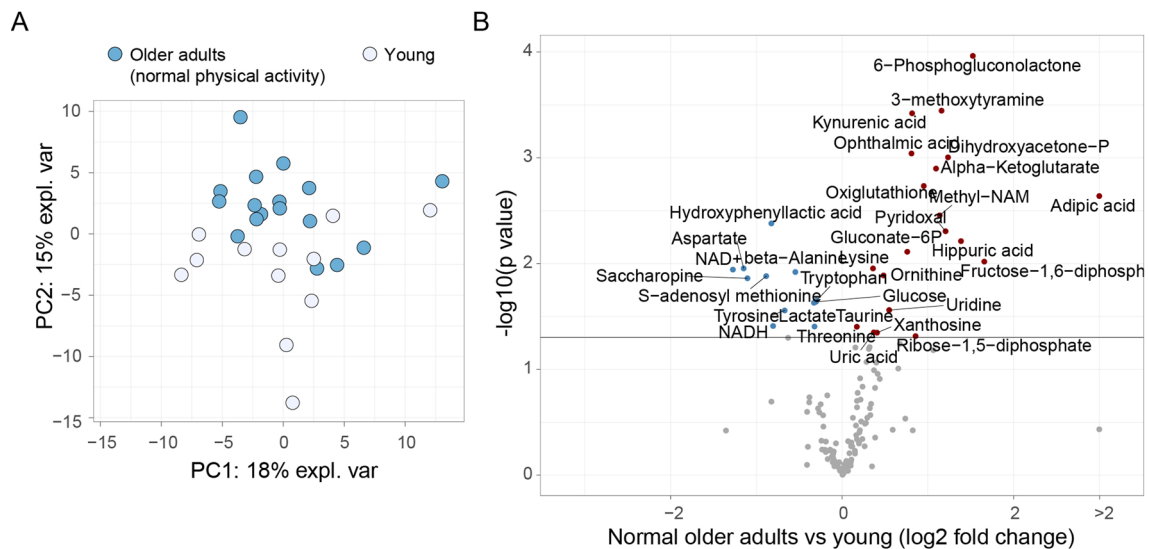 A
Older adults
(normal physical activity)
Young
10
5
0
−5
−10
−15
−15
−10
−5
0
5
10
PC2: 15% expl. var
PC1: 18% expl. var
B
4
3
2
1
0
-log10(p value)
6−Phosphogluconolactone
3−methoxytyramine
Kynurenic acid
Ophthalmic acid
Dihydroxyacetone−P
Alpha−Ketoglutarate
Oxiglutathione
Methyl−NAM
Adipic acid
Hydroxyphenyllactic acid
Pyridoxal
Aspartate
Gluconate−6P
Hippuric acid
NAD+
beta−Alanine
Lysine
Saccharopine
Tryptophan
Ornithine
Fructose−1,6−diphosph
S−adenosyl methionine
Glucose
Uridine
Tyrosine
Lactate
Taurine
NADH
Threonine
Xanthosine
Uric acid
Ribose−1,5−diphosphate
−2
0
2
>2
Normal older adults vs young (log2 fold change)